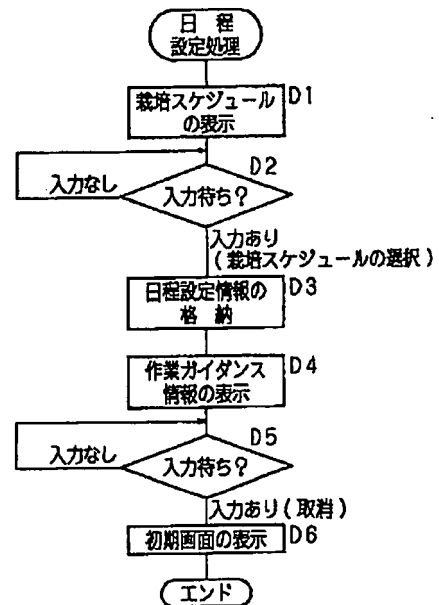 日 程
設定処理
栽培スケジュール
の表示
D1
D2
入力なし
入力待ち?
入力あり
(栽培スケジュールの選択)
日程設定情報の
格 納
D3
作業ガイダンス
情報の表示
D4
D5
入力なし
入力待ち?
入力あり(取消)
初期画面の表示
D6
エンド